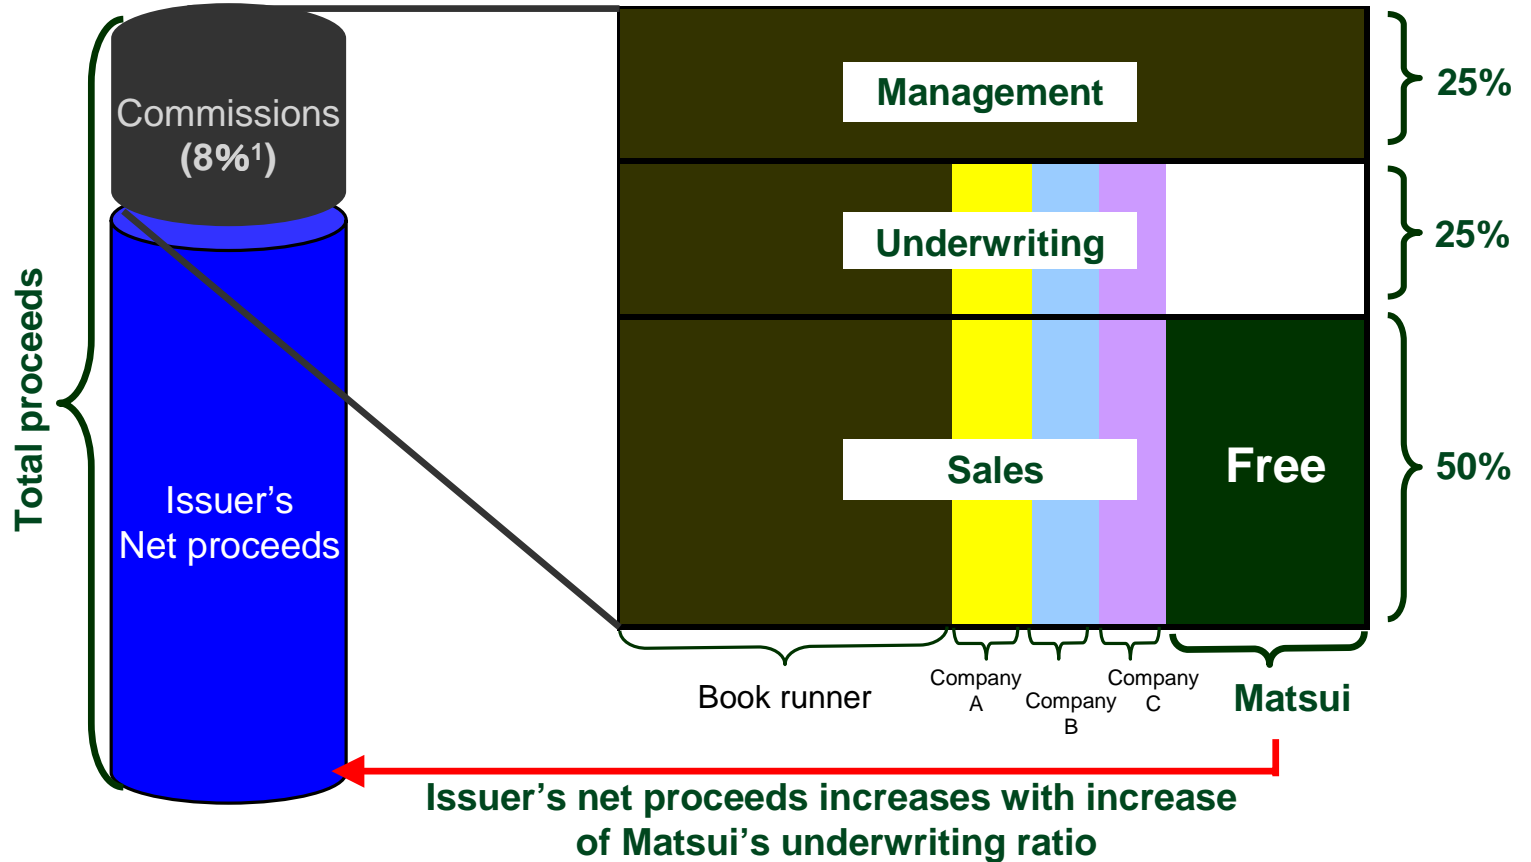 Total proceeds
Commissions
(8%¹)
Issuer’s
Net proceeds
Management
25%
Underwriting
25%
Sales
Free
50%
Book runner
Company
A
Company
B
Company
C
Matsui
Issuer’s net proceeds increases with increase
of Matsui’s underwriting ratio